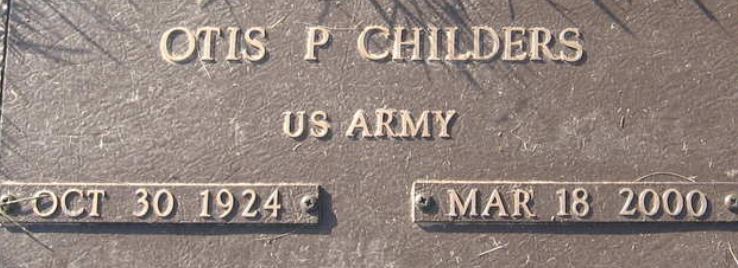 OTIS P CHILDERS
US ARMY
OCT 30 1924 MAR 18 2000